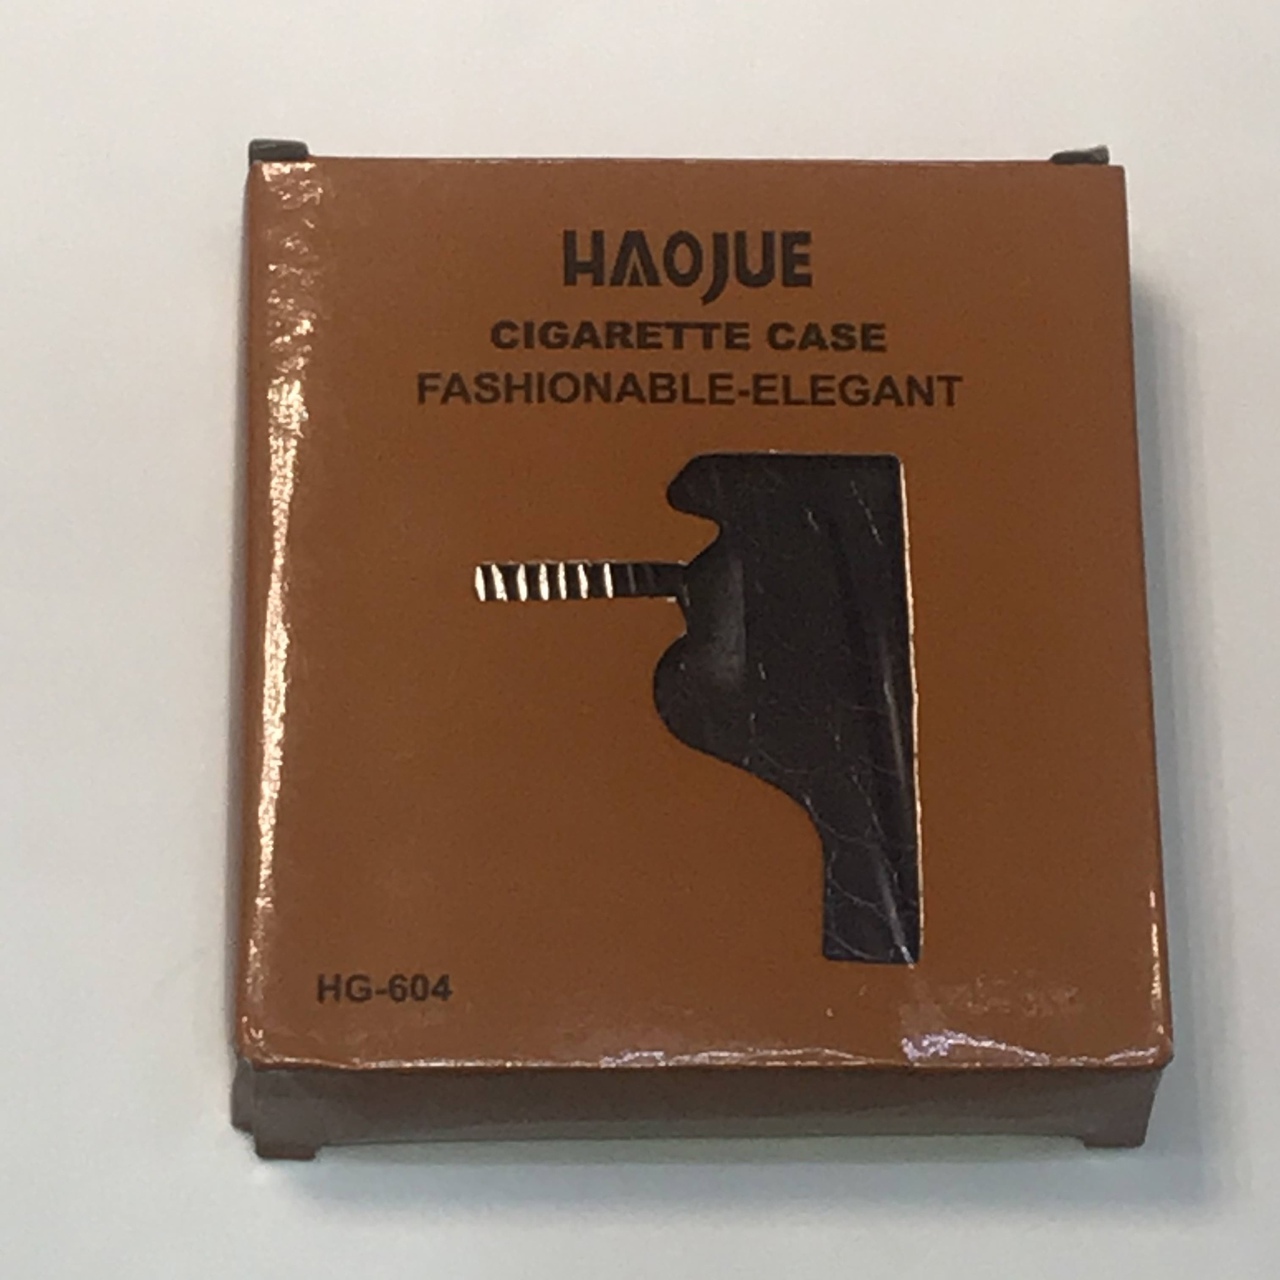 HAOJUE
CIGARETTE CASE
FASHIONABLE-ELEGANT
HG-604